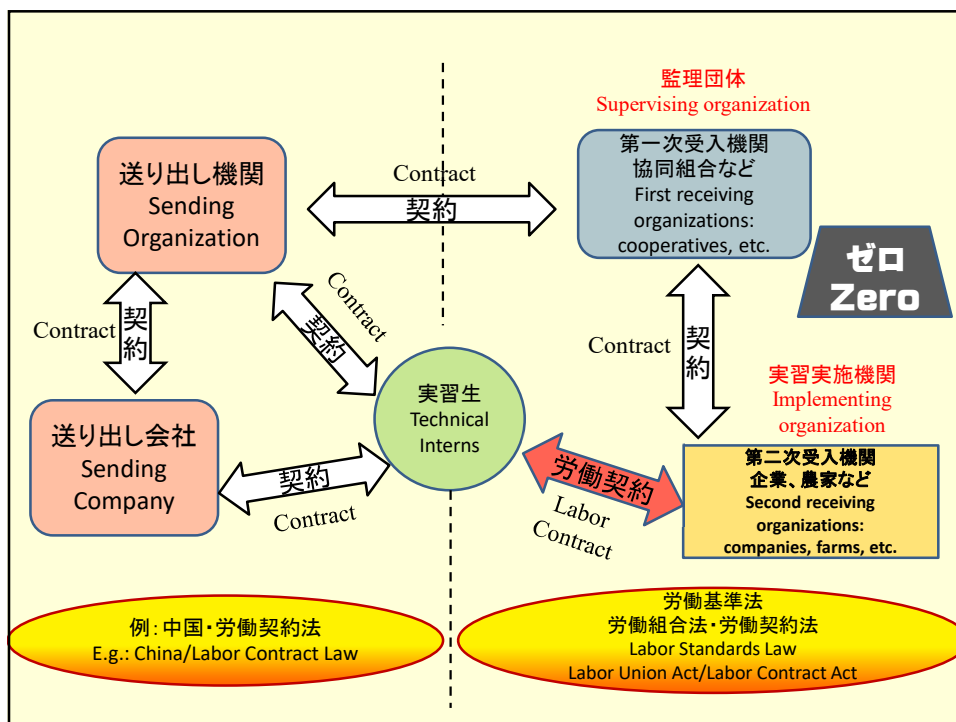 監理団体
Supervising organization
送り出し機関
Sending
Organization
Contract
契約
第一次受入機関
協同組合など
First receiving
organizations:
cooperatives, etc.
ゼロ
Zero
Contract
契約
Contract
契約
Contract
契約
実習生
Technical
Interns
実習実施機関
Implementing
organization
送り出し会社
Sending
Company
契約
Contract
労働契約
Labor
Contract
第二次受入機関
企業、農家など
Second receiving
organizations:
companies, farms, etc.
例：中国・労働契約法
E.g.: China/Labor Contract Law
労働基準法
労働組合法・労働契約法
Labor Standards Law
Labor Union Act/Labor Contract Act